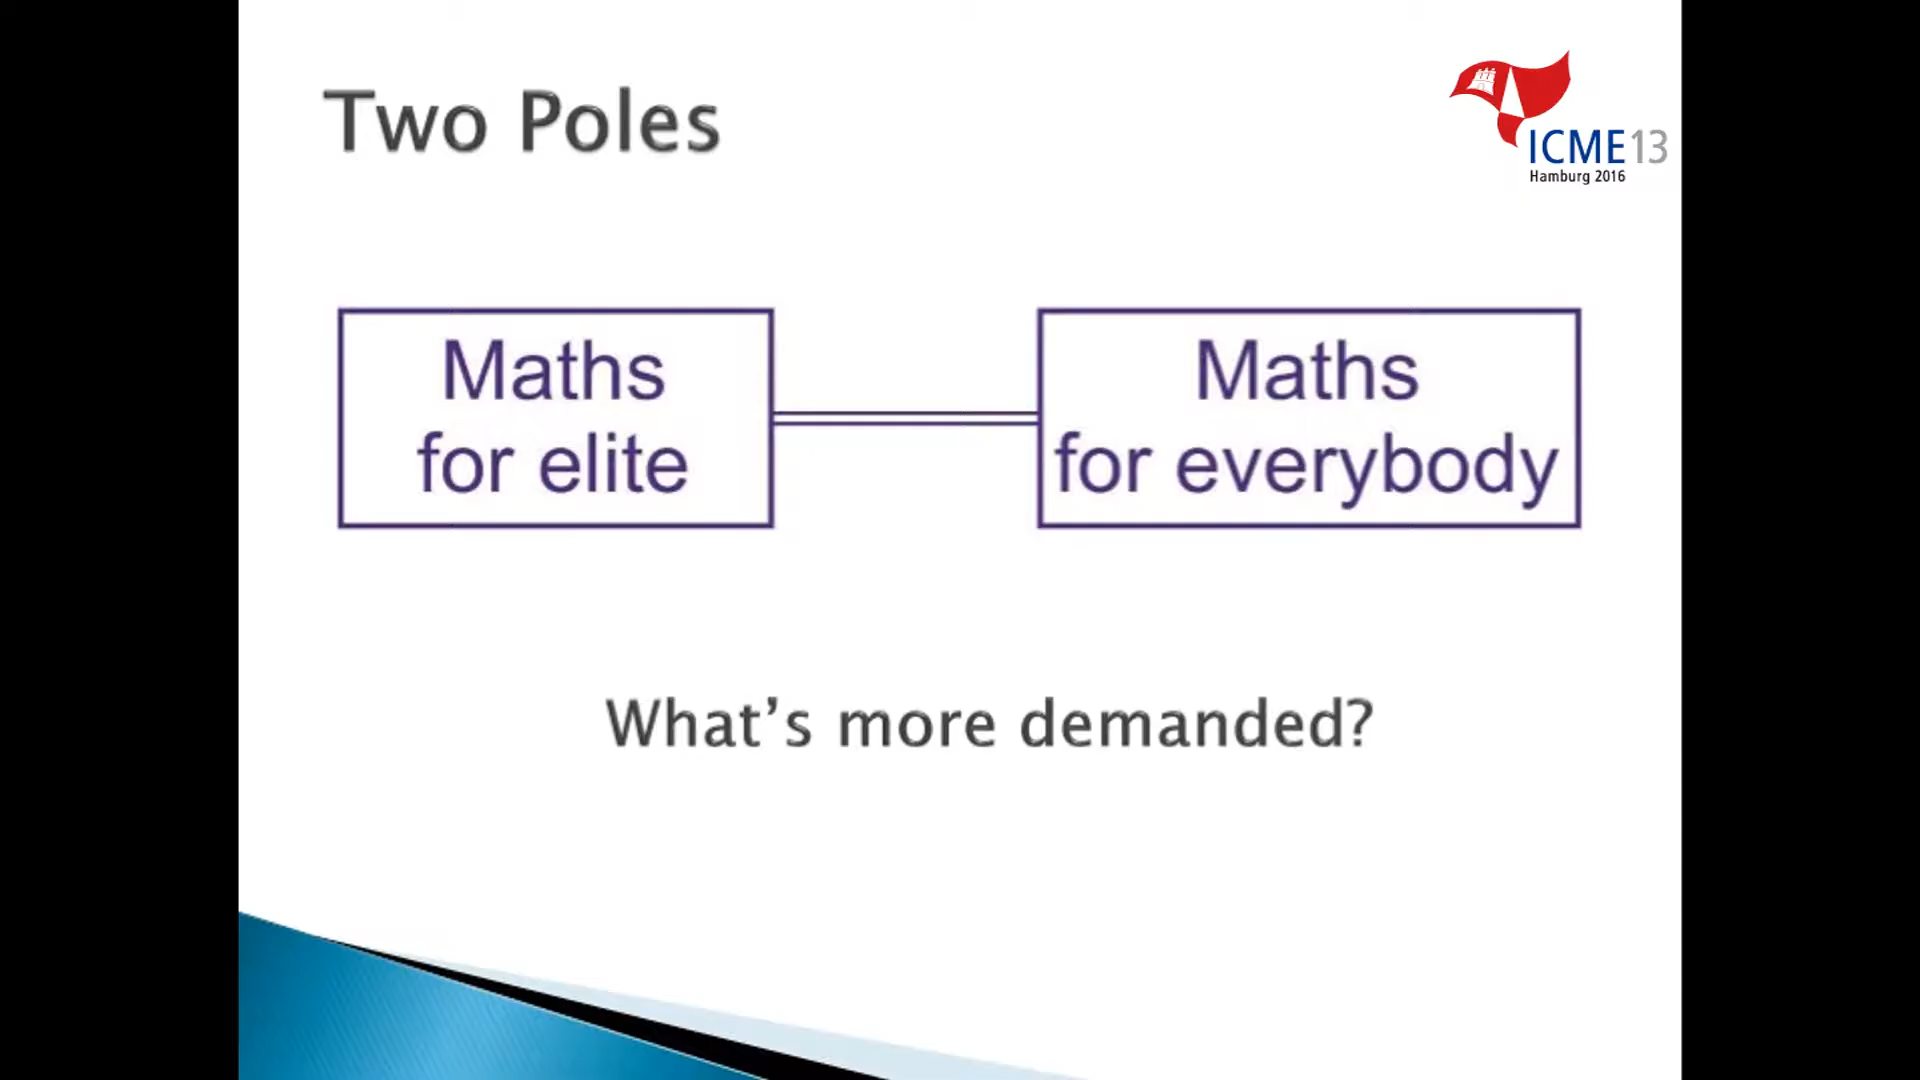 Two Poles
ICME13
Hamburg 2016
Maths
for elite
Maths
for everybody
What's more demanded?